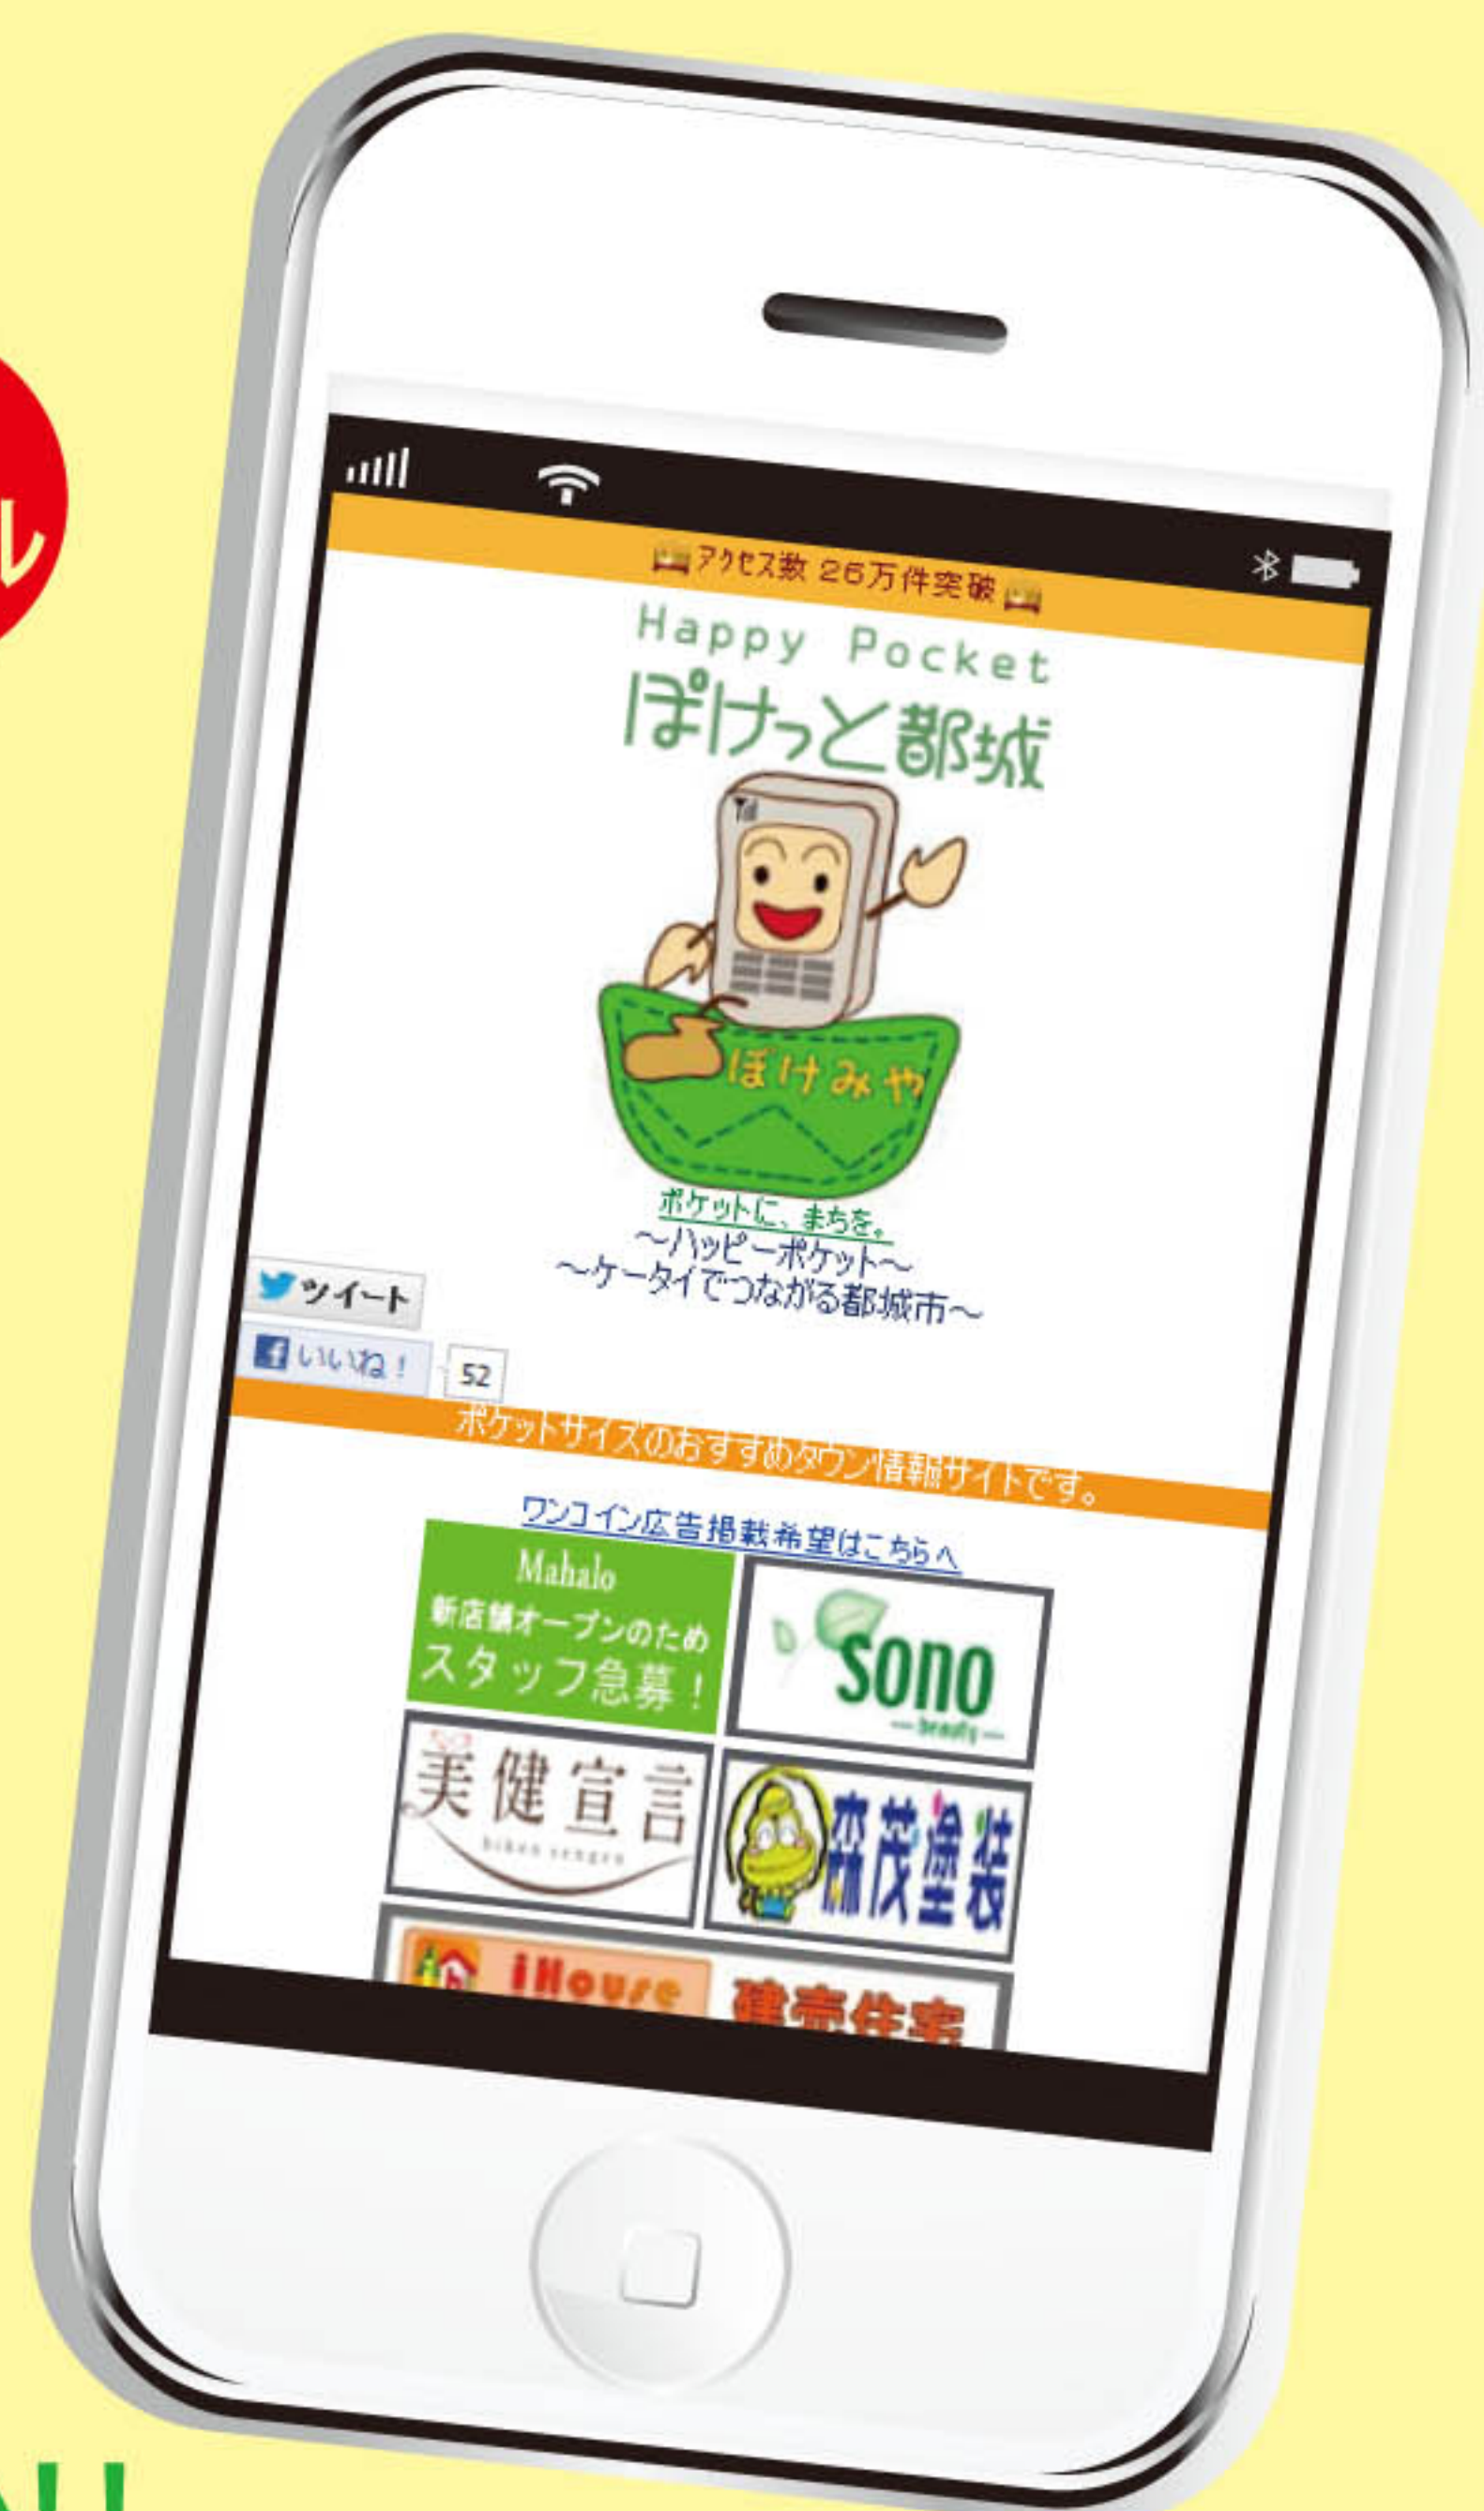 ル
アクセス数 26万件突破
Happy Pocket
ぽけっと都城
ぽけみや
ポケットに、まちを。
～ハッピーポケット～
～ケータイでつながる都城市～
ツイート
いいね！ 52
ポケットサイズのおすすめタウン情報サイトです。
ワンコイン広告掲載希望はこちらへ
Mahalo
新店舗オープンのため
スタッフ急募！
sono
beauty
美健宣言
biken sengen
森茂塗装
iHouse
建売住宅